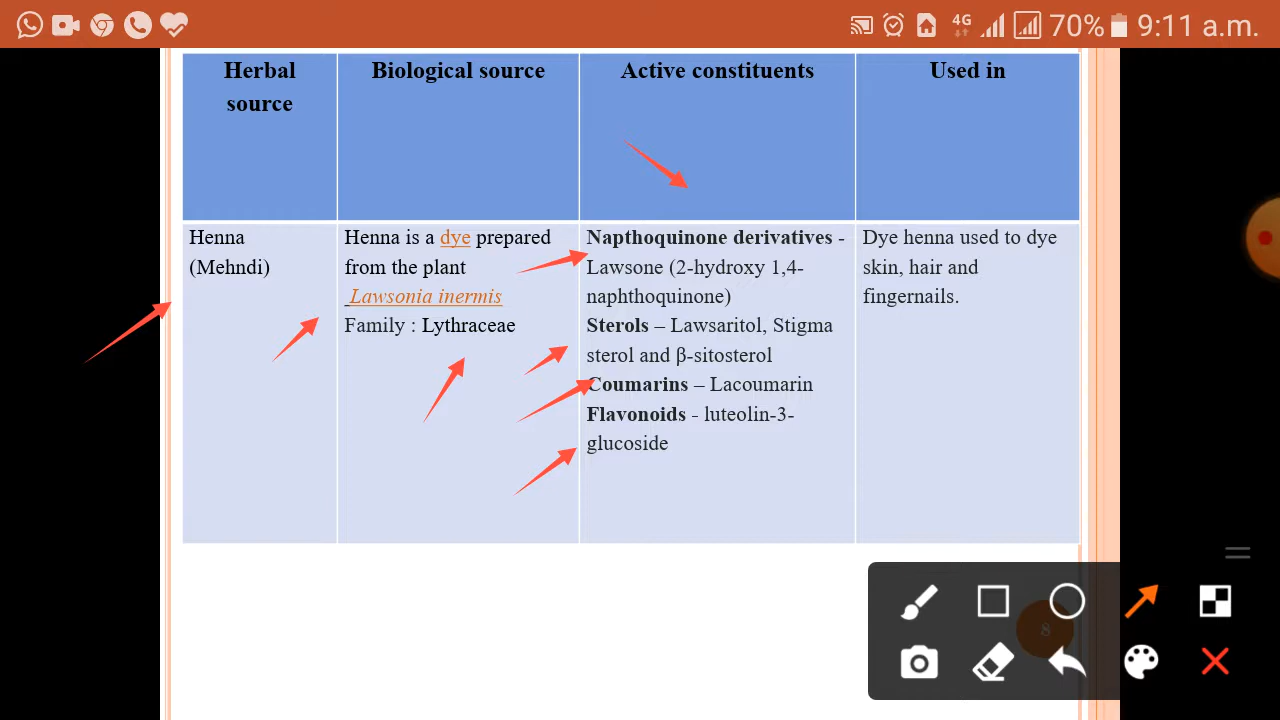 4G 70% 9:11 a.m.
Herbal source
Biological source
Active constituents
Used in
Henna
(Mehndi)
Henna is a dye prepared
from the plant
Lawsonia inermis
Family : Lythraceae
Napthoquinone derivatives -
Lawsone (2-hydroxy 1,4-
naphthoquinone)
Sterols – Lawsaritol, Stigma
sterol and β-sitosterol
Coumarins – Lacoumarin
Flavonoids - luteolin-3-
glucoside
Dye henna used to dye
skin, hair and
fingernails.
8